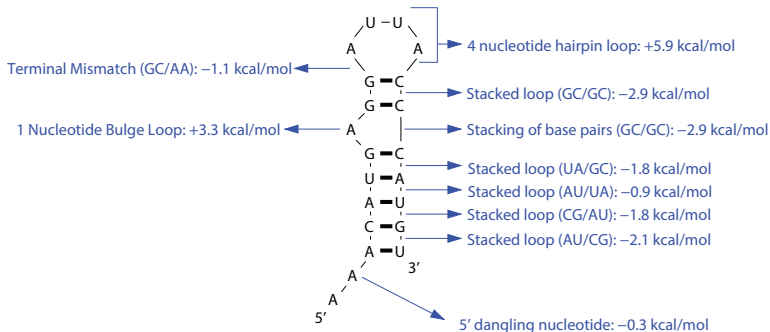 U U
A A
4 nucleotide hairpin loop: +5.9 kcal/mol
Terminal Mismatch (GC/AA): −1.1 kcal/mol
G C
Stacked loop (GC/GC): −2.9 kcal/mol
G C
1 Nucleotide Bulge Loop: +3.3 kcal/mol
A
Stacking of base pairs (GC/GC): −2.9 kcal/mol
G C
Stacked loop (UA/GC): −1.8 kcal/mol
U A
Stacked loop (AU/UA): −0.9 kcal/mol
A U
Stacked loop (CG/AU): −1.8 kcal/mol
C G
Stacked loop (AU/CG): −2.1 kcal/mol
A U
3’
A
A
5’
5’ dangling nucleotide: −0.3 kcal/mol